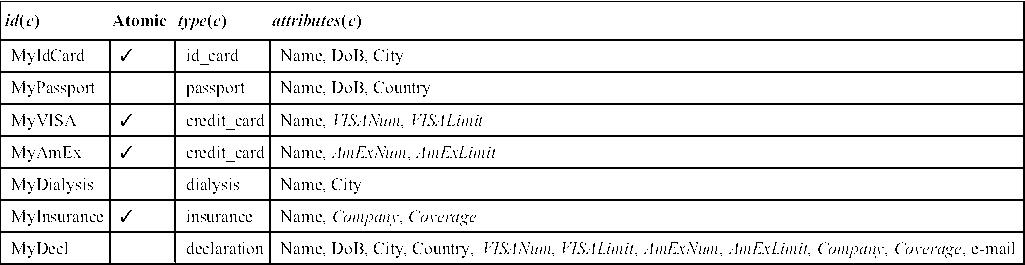 id(c) Atomic type(c) attributes(c)
MyIdCard ✓ id_card Name, DoB, City
MyPassport passport Name, DoB, Country
MyVISA ✓ credit_card Name, VISANum, VISALimit
MyAmEx ✓ credit_card Name, AmExNum, AmExLimit
MyDialysis dialysis Name, City
MyInsurance ✓ insurance Name, Company, Coverage
MyDecl declaration Name, DoB, City, Country, VISANum, VISALimit, AmExNum, AmExLimit, Company, Coverage, e-mail